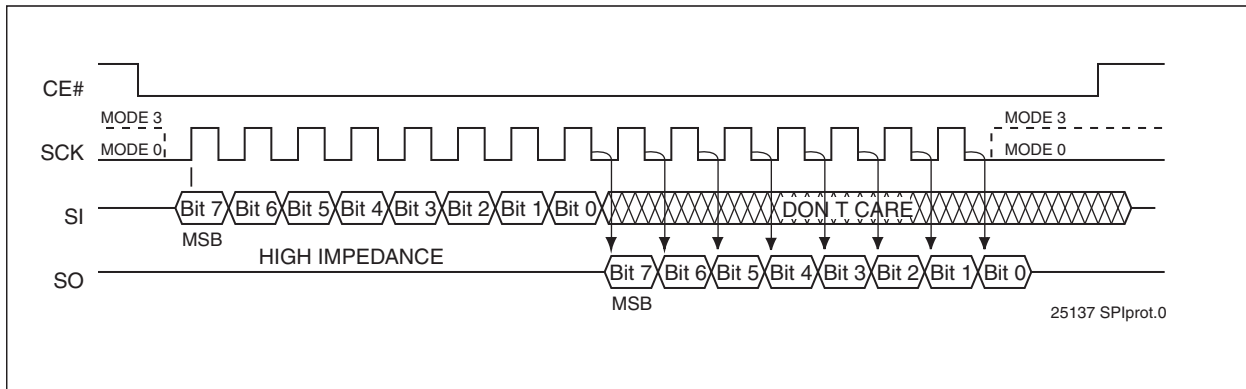 CE#
MODE 3
MODE 3
SCK
MODE 0
MODE 0
SI
Bit 7 Bit 6 Bit 5 Bit 4 Bit 3 Bit 2 Bit 1 Bit 0
DON T CARE
MSB
HIGH IMPEDANCE
SO
Bit 7 Bit 6 Bit 5 Bit 4 Bit 3 Bit 2 Bit 1 Bit 0
MSB
25137 SPIprot.0